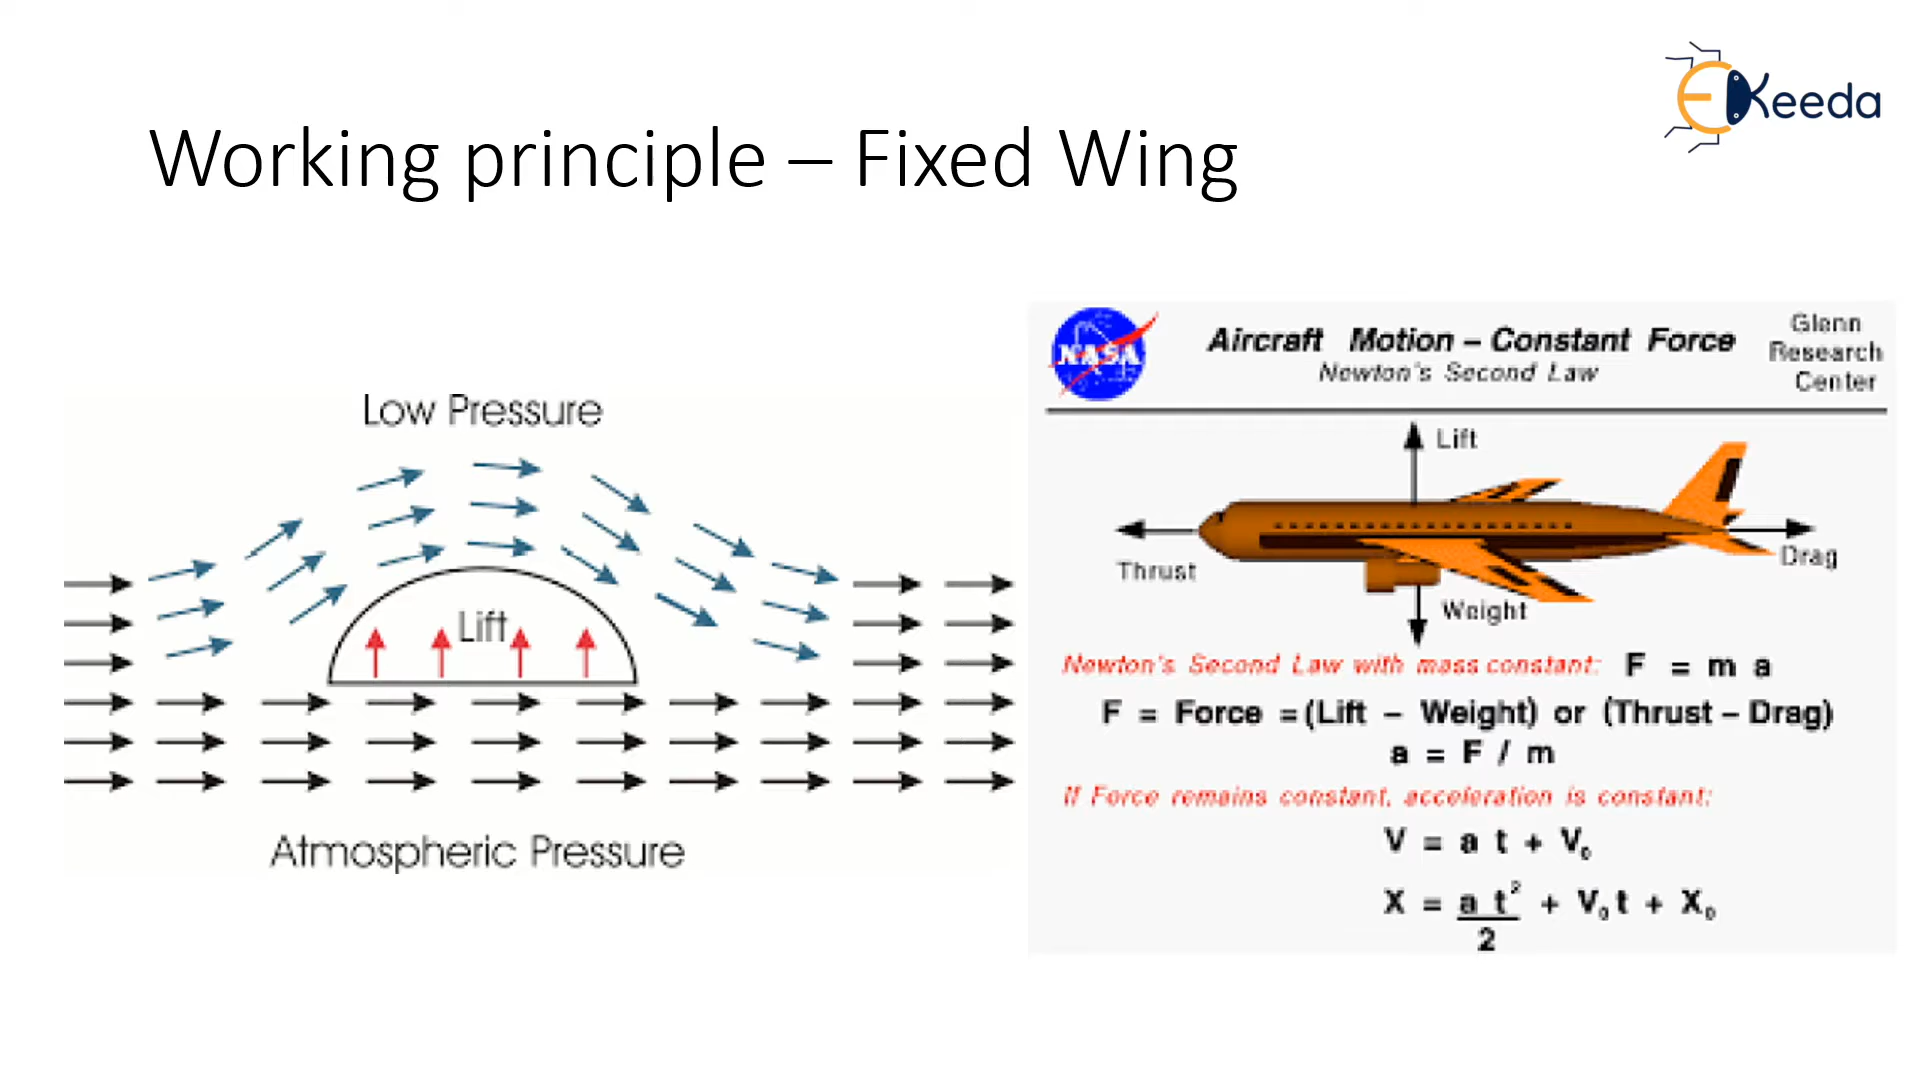 EKeeda
Working principle – Fixed Wing
Low Pressure
Lift
Atmospheric Pressure
NASA
Aircraft Motion – Constant Force
Newton's Second Law
Glenn
Research
Center
Lift
Thrust
Drag
Weight
Newton's Second Law with mass constant: F = m a
F = Force = (Lift – Weight) or (Thrust – Drag)
a = F / m
If Force remains constant, acceleration is constant:
V = a t + V₀
X = a t² / 2 + V₀ t + X₀